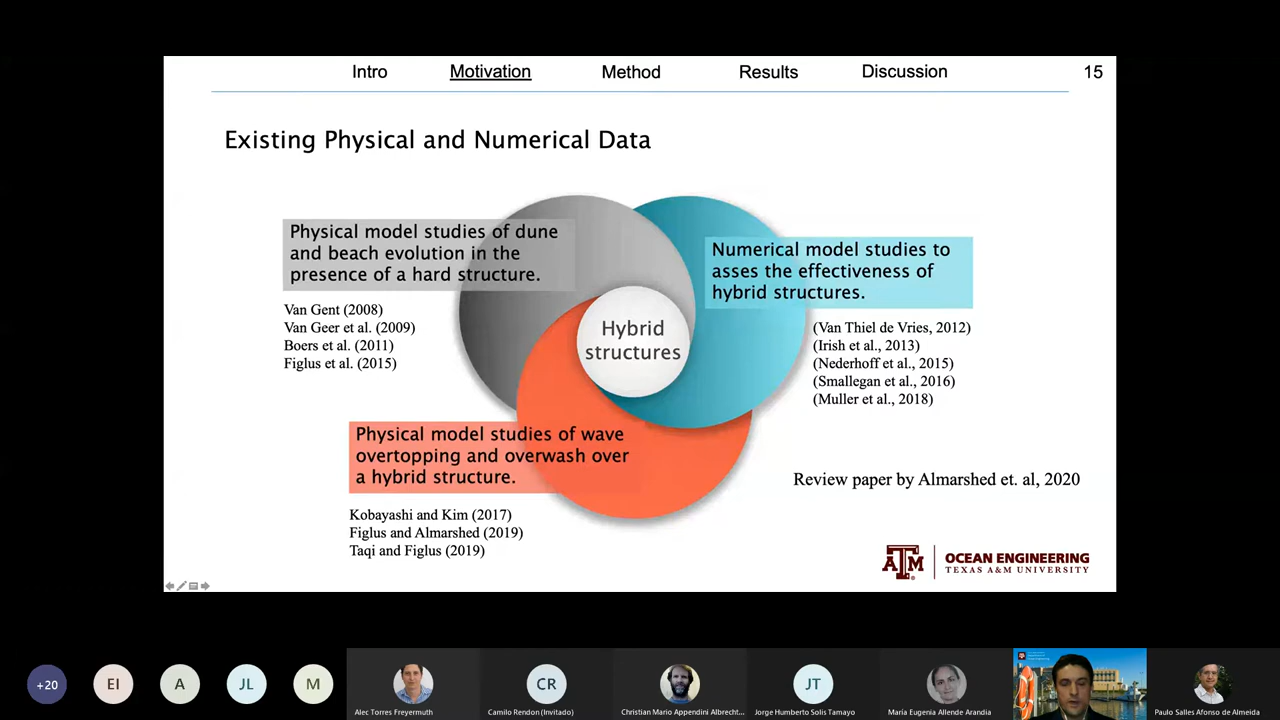 Intro Motivation Method Results Discussion 15
Existing Physical and Numerical Data
Physical model studies of dune
and beach evolution in the
presence of a hard structure.
Van Gent (2008)
Van Geer et al. (2009)
Boers et al. (2011)
Figlus et al. (2015)
Numerical model studies to
asses the effectiveness of
hybrid structures.
(Van Thiel de Vries, 2012)
(Irish et al., 2013)
(Nederhoff et al., 2015)
(Smallegan et al., 2016)
(Muller et al., 2018)
Hybrid
structures
Physical model studies of wave
overtopping and overwash over
a hybrid structure.
Kobayashi and Kim (2017)
Figlus and Almarshed (2019)
Taqi and Figlus (2019)
Review paper by Almarshed et. al, 2020
ATM OCEAN ENGINEERING
TEXAS A&M UNIVERSITY
+20 EI A JL M CR JT
Alec Torres Freyermuth
Camilo Rendon (Invitado)
Christian Mario Appendini Albrecht...
Jorge Humberto Solis Tamayo
María Eugenia Allende Arandia
Paulo Salles Afonso de Almeida